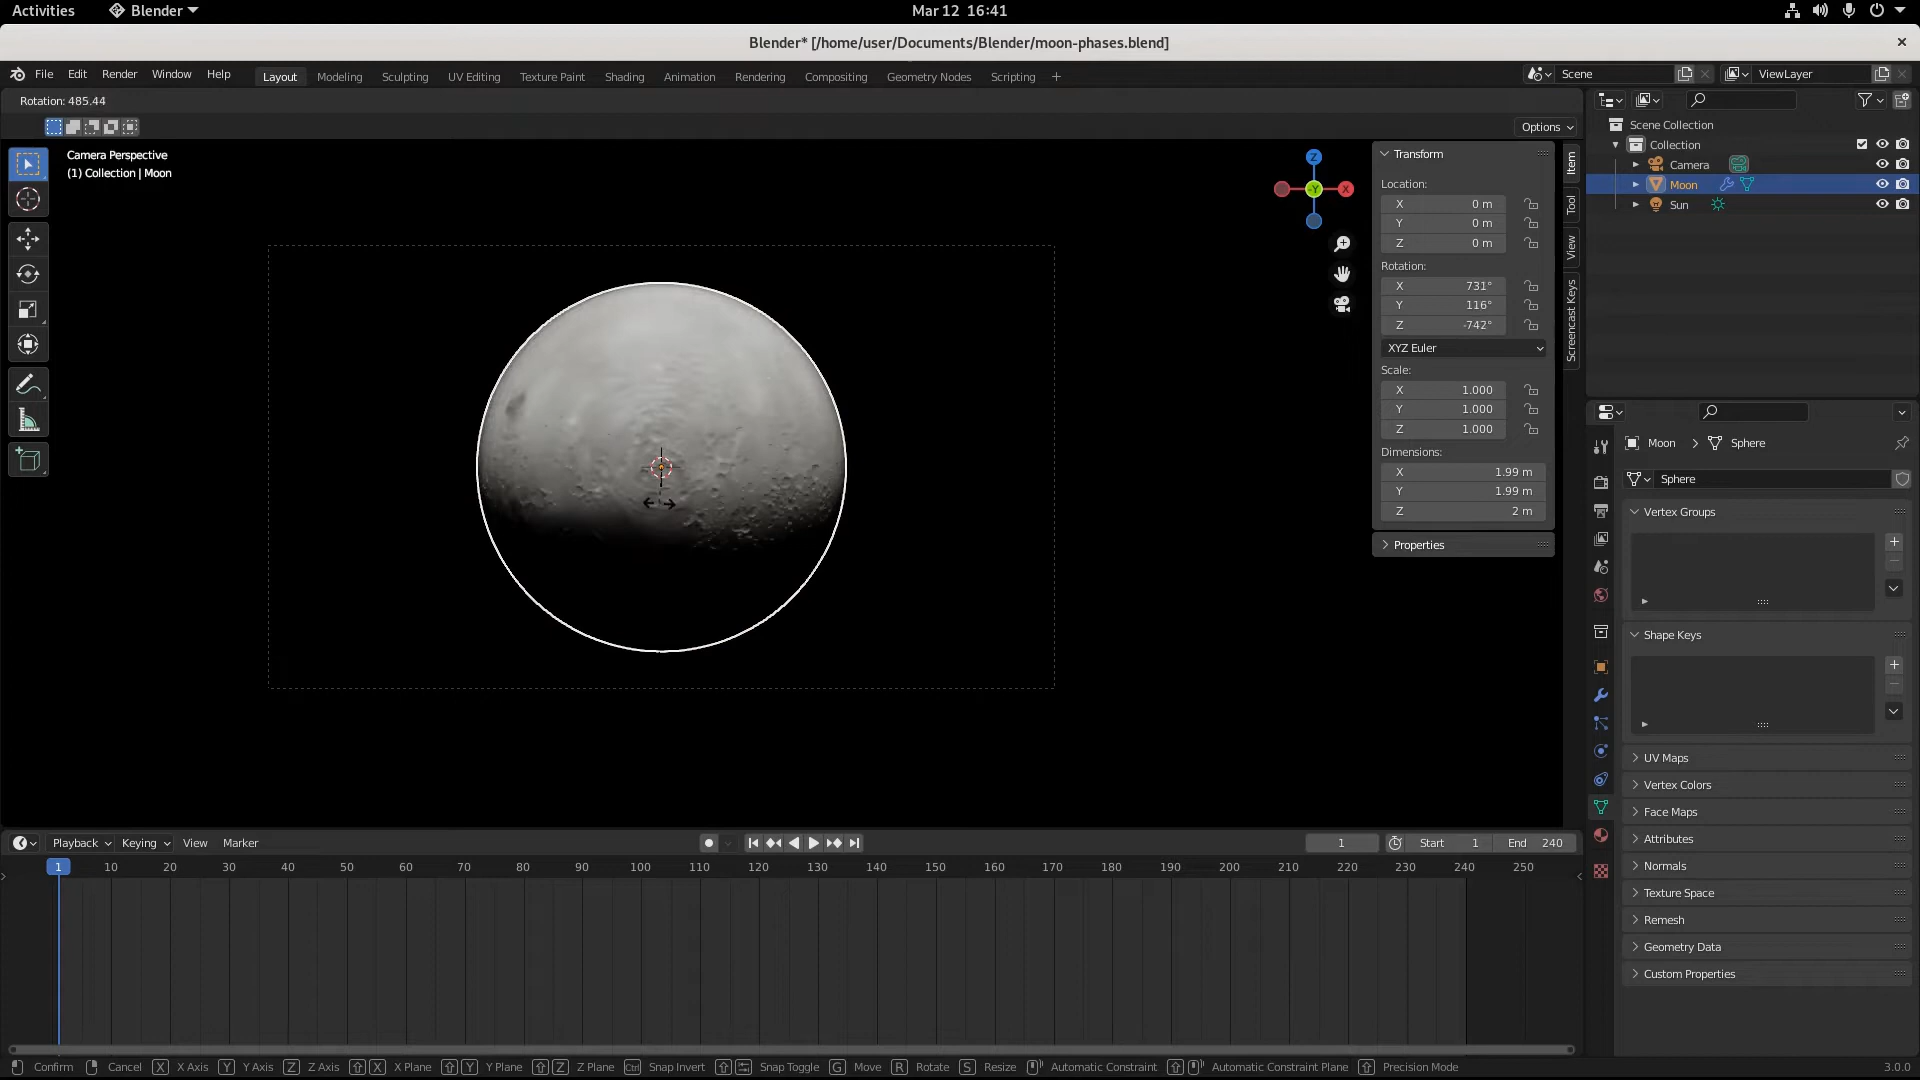 Activities Blender Mar 12 16:41
Blender* [/home/user/Documents/Blender/moon-phases.blend]
File Edit Render Window Help Layout Modeling Sculpting UV Editing Texture Paint Shading Animation Rendering Compositing Geometry Nodes Scripting + Scene ViewLayer
Rotation: 485.44
Options
Camera Perspective
(1) Collection | Moon
Z
X
Y
Transform
Location:
X 0 m
Y 0 m
Z 0 m
Rotation:
X 731°
Y 116°
Z -742°
XYZ Euler
Scale:
X 1.000
Y 1.000
Z 1.000
Dimensions:
X 1.99 m
Y 1.99 m
Z 2 m
Properties
Item
Tool
View
Screencast Keys
Scene Collection
Collection
Camera
Moon
Sun
Moon > Sphere
Sphere
Vertex Groups
Shape Keys
UV Maps
Vertex Colors
Face Maps
Attributes
Normals
Texture Space
Remesh
Geometry Data
Custom Properties
Playback Keying View Marker 1 Start 1 End 240
1 10 20 30 40 50 60 70 80 90 100 110 120 130 140 150 160 170 180 190 200 210 220 230 240 250
Confirm Cancel X X Axis Y Y Axis Z Z Axis X X Plane Y Y Plane Z Z Plane Ctrl Snap Invert Snap Toggle G Move R Rotate S Resize Automatic Constraint Automatic Constraint Plane Precision Mode 3.0.0